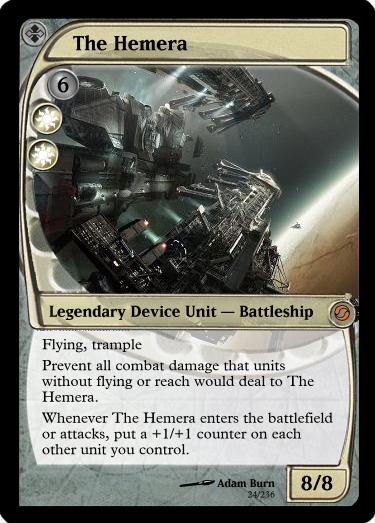 The Hemera
6
Legendary Device Unit — Battleship
Flying, trample
Prevent all combat damage that units
without flying or reach would deal to The
Hemera.
Whenever The Hemera enters the battlefield
or attacks, put a +1/+1 counter on each
other unit you control.
Adam Burn
24/236
8/8